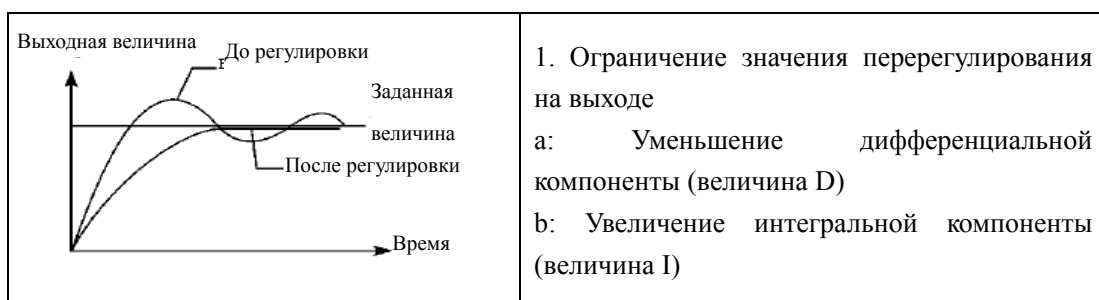 Выходная величина
До регулировки
Заданная
величина
После регулировки
Время
1. Ограничение значения перерегулирования
на выходе
a: Уменьшение дифференциальной
компоненты (величина D)
b: Увеличение интегральной компоненты
(величина I)